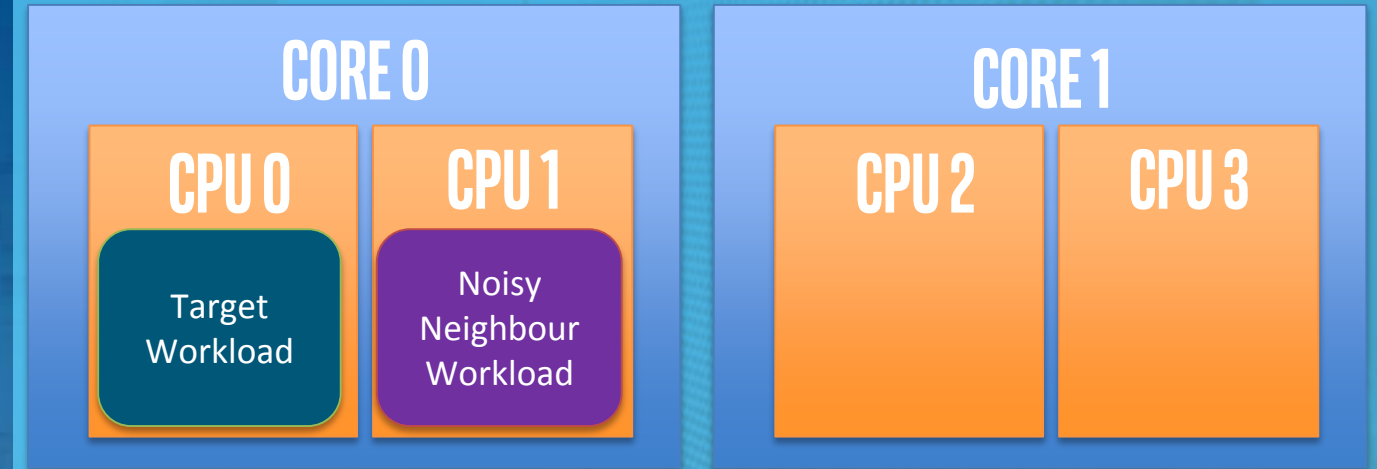 CORE 0
CORE 1
CPU 0
CPU 1
CPU 2
CPU 3
Target
Workload
Noisy
Neighbour
Workload